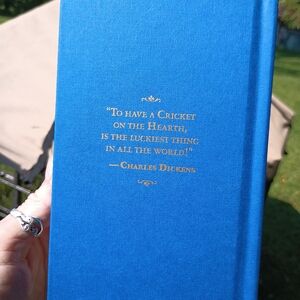 "To have a Cricket
on the Hearth,
is the luckiest thing
in all the world!"
—Charles Dickens